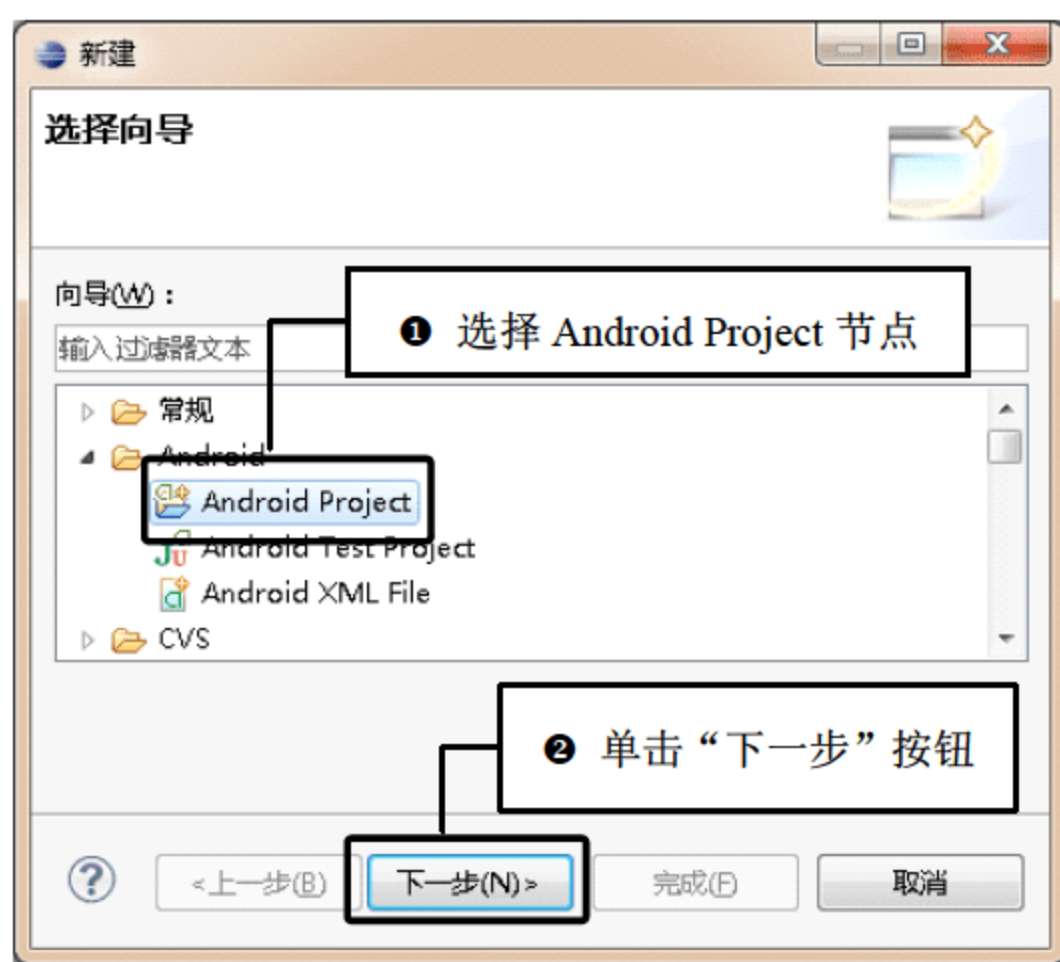 新建
选择向导
向导(W)：
❶ 选择 Android Project 节点
输入过滤器文本
常规
Android
Android Project
Android Test Project
Android XML File
CVS
❷ 单击“下一步”按钮
<上一步(B)
下一步(N)>
完成(F)
取消